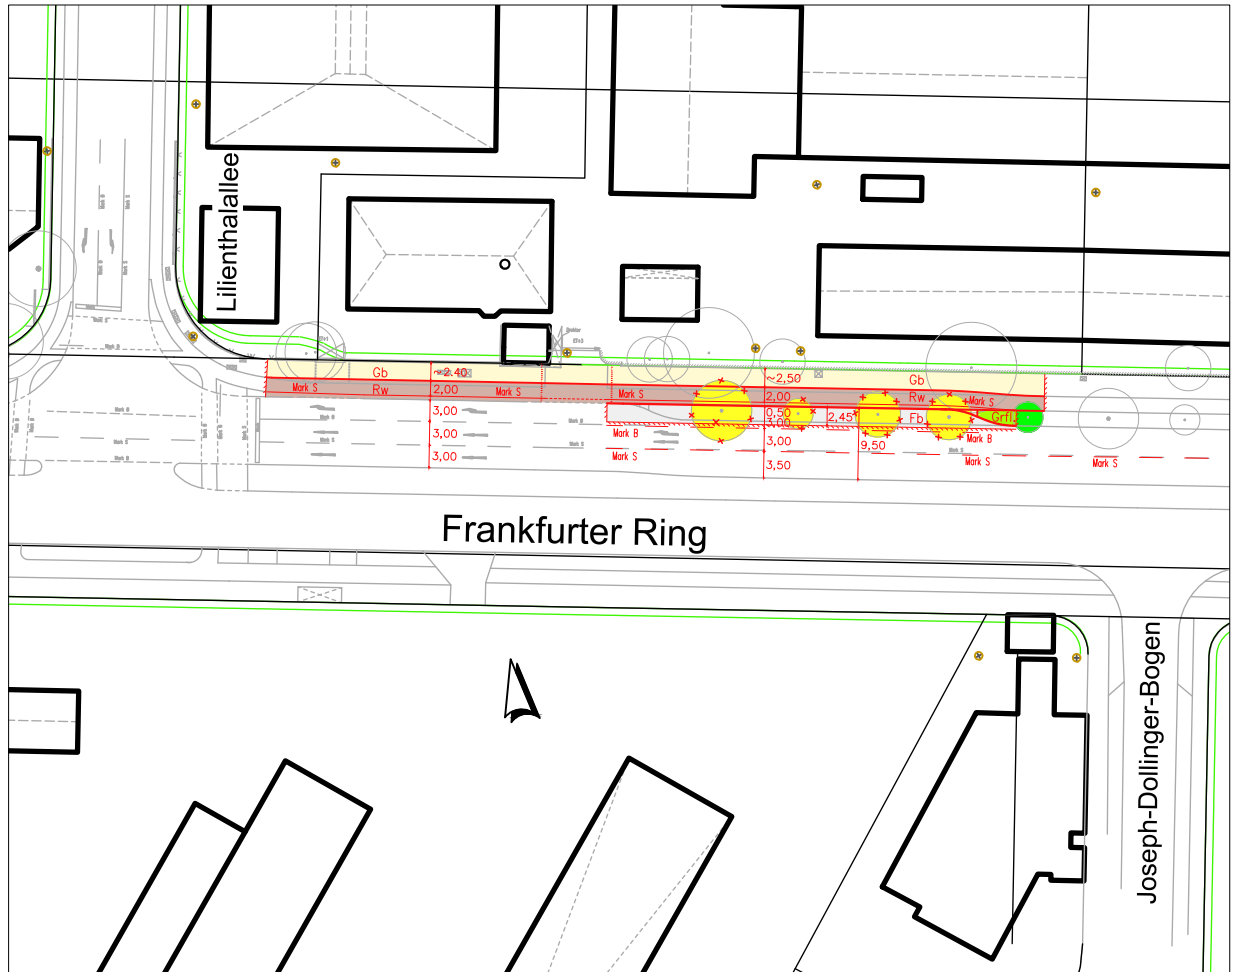 Lilienthalallee
Gb
~2.40
Gb
~2,50
Mark S
Rw
2,00
Mark S
Mark S
2,00
Rw
Mark S
3,00
0,50
3,00
2,45
Fb
Grfl.
3,00
Mark B
3,00
9,50
Mark B
3,00
Mark S
3,50
Mark S
Mark S
Frankfurter Ring
Joseph-Dollinger-Bogen